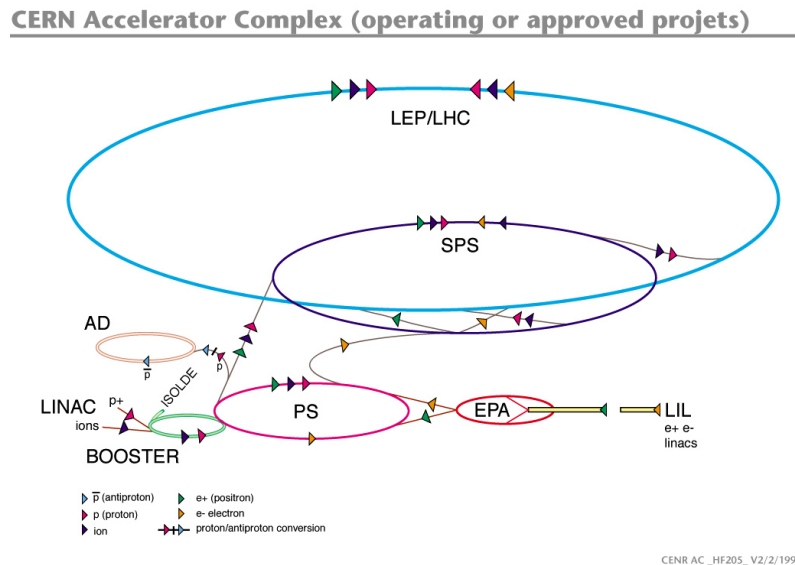 CERN Accelerator Complex (operating or approved projets)
LEP/LHC
SPS
AD
p̅
p
ISOLDE
LINAC
p+
ions
BOOSTER
PS
EPA
LIL
e+ e-
linacs
p̅ (antiproton)
p (proton)
ion
e+ (positron)
e- electron
proton/antiproton conversion
CENR AC _HF205_ V2/2/199